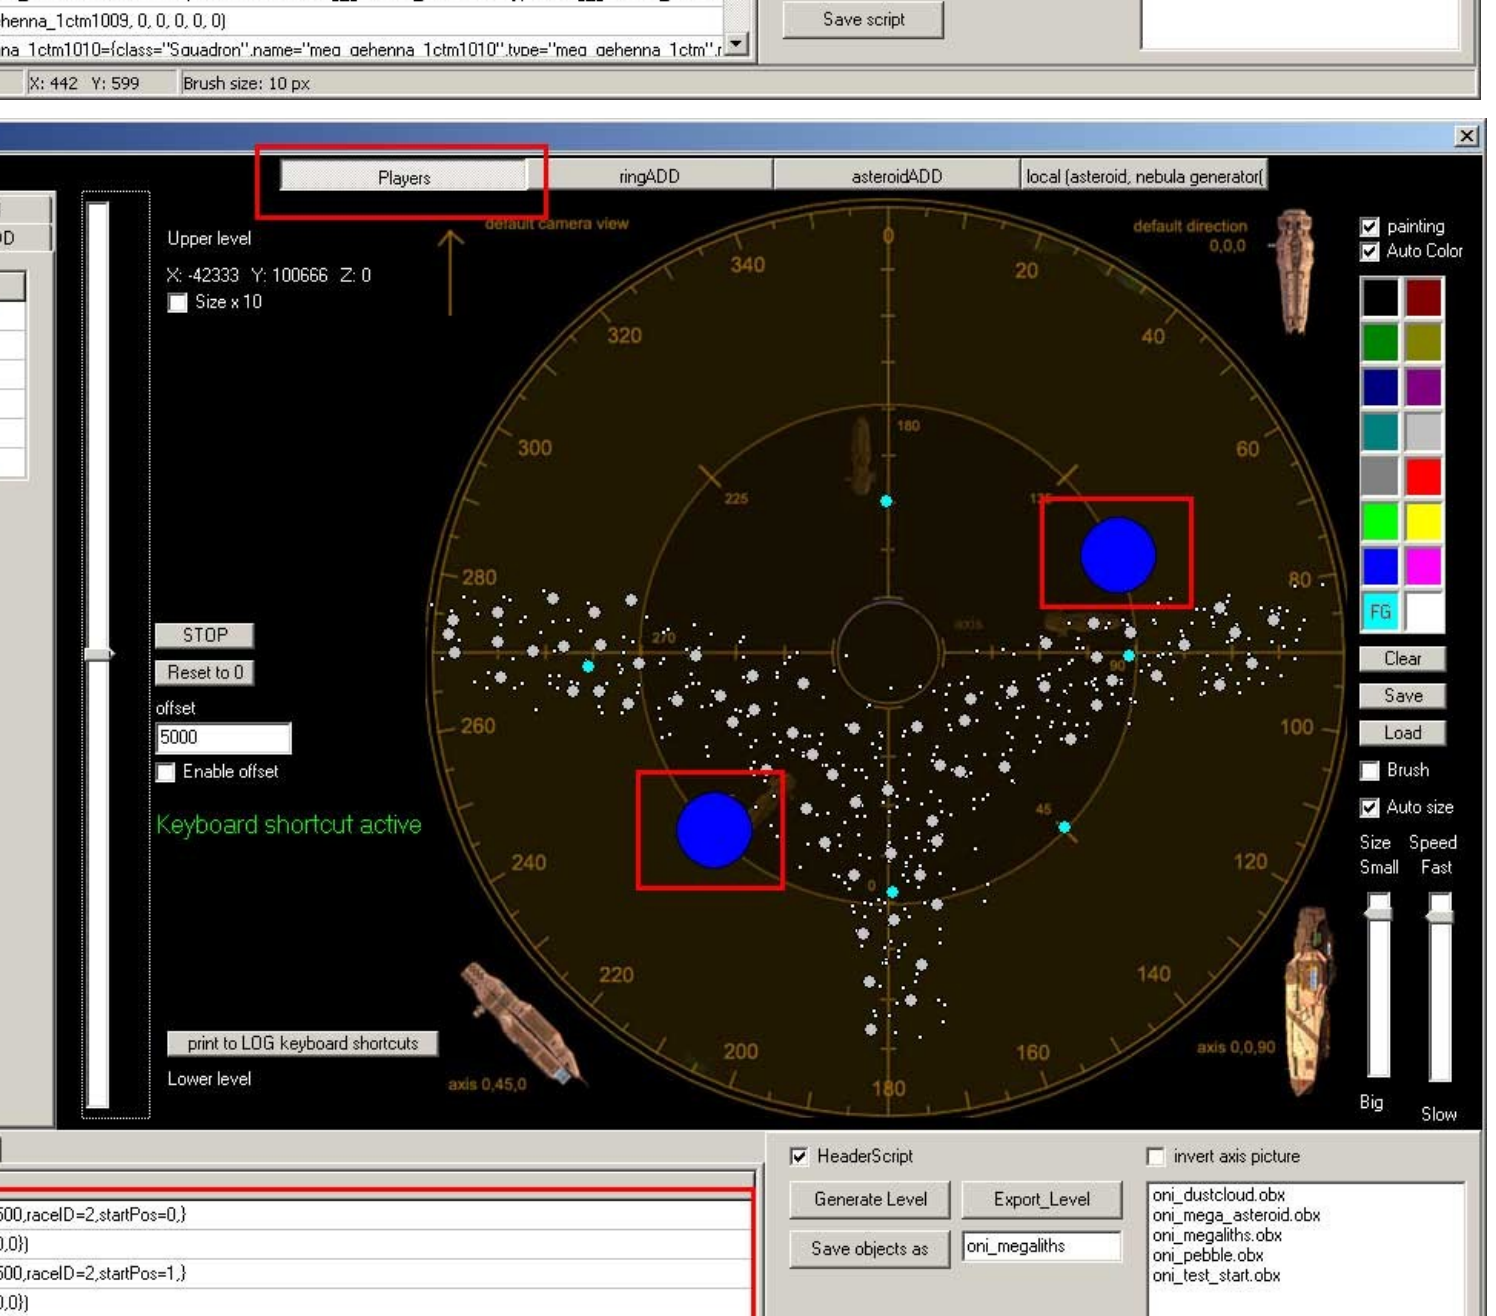 henna_1ctm1009, 0, 0, 0, 0, 0)
na_1ctm1010={class="Squadron",name="meg_gehenna_1ctm1010",type="meg_gehenna_1ctm",r
Save script
X: 442 Y: 599 Brush size: 10 px
Players ringADD asteroidADD local (asteroid, nebula generator(
default camera view
default direction
0,0,0
painting
Auto Color
Upper level
X: -42333 Y: 100666 Z: 0
Size x 10
0
340
20
320
40
300
60
180
225
135
280
80
FG
STOP
270
axis
90
Reset to 0
Clear
offset
Save
5000
260
100
Load
Enable offset
Brush
Auto size
Keyboard shortcut active
45
Size Speed
Small Fast
240
120
0
220
140
print to LOG keyboard shortcuts
200
160
axis 0,0,90
Lower level
axis 0,45,0
180
Big
Slow
HeaderScript
invert axis picture
Generate Level Export_Level
Save objects as oni_megaliths
oni_dustcloud.obx
oni_mega_asteroid.obx
oni_megaliths.obx
oni_pebble.obx
oni_test_start.obx
500,raceID=2,startPos=0,}
0,0})
500,raceID=2,startPos=1,}
0,0})